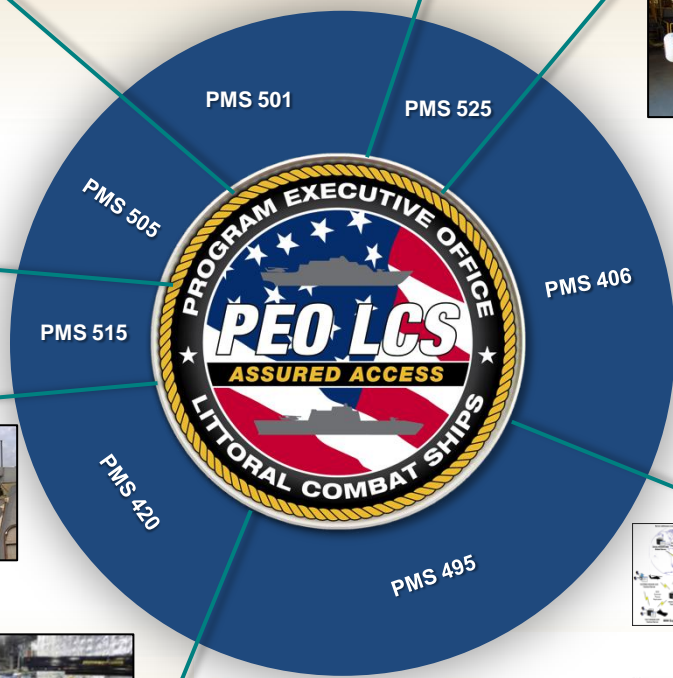 PMS 501
PMS 525
PMS 505
PMS 406
PMS 515
PMS 420
PMS 495
PROGRAM EXECUTIVE OFFICE
PEO LCS
ASSURED ACCESS
LITTORAL COMBAT SHIPS